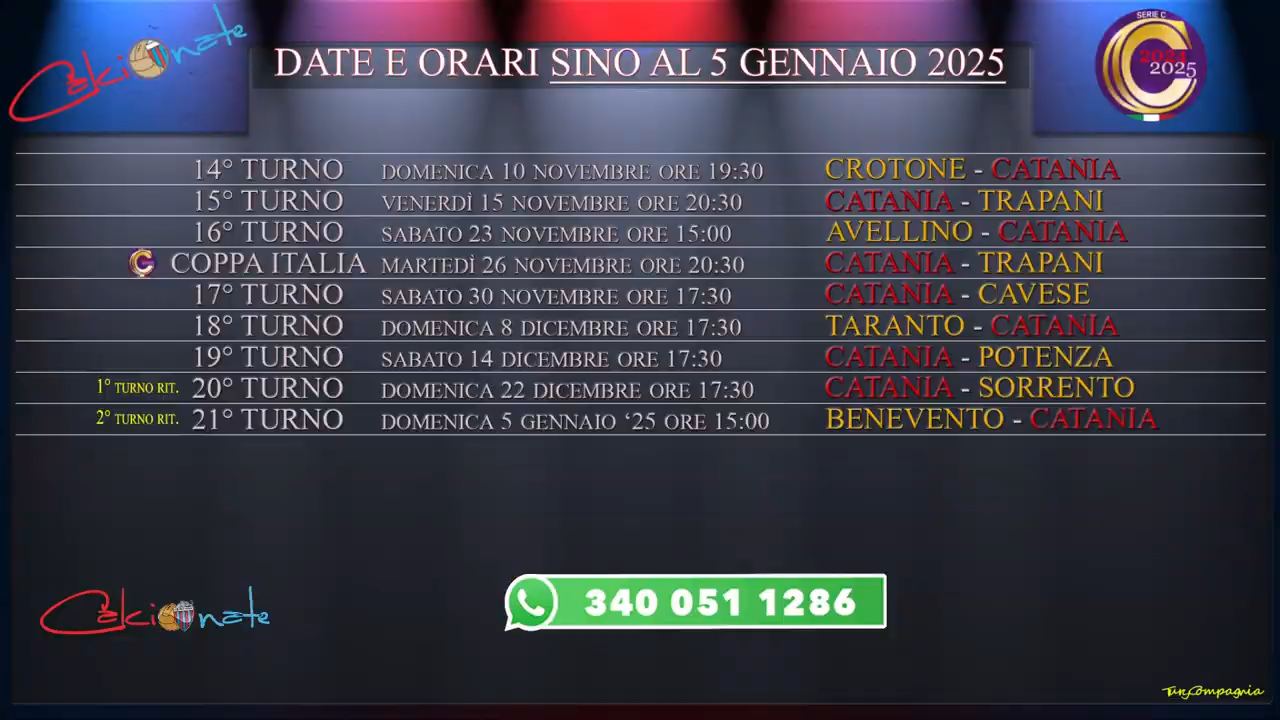 Calcionate
DATE E ORARI SINO AL 5 GENNAIO 2025
SERIE C
2024
2025
14° TURNO DOMENICA 10 NOVEMBRE ORE 19:30 CROTONE - CATANIA
15° TURNO VENERDÌ 15 NOVEMBRE ORE 20:30 CATANIA - TRAPANI
16° TURNO SABATO 23 NOVEMBRE ORE 15:00 AVELLINO - CATANIA
COPPA ITALIA MARTEDÌ 26 NOVEMBRE ORE 20:30 CATANIA - TRAPANI
17° TURNO SABATO 30 NOVEMBRE ORE 17:30 CATANIA - CAVESE
18° TURNO DOMENICA 8 DICEMBRE ORE 17:30 TARANTO - CATANIA
19° TURNO SABATO 14 DICEMBRE ORE 17:30 CATANIA - POTENZA
1° TURNO RIT. 20° TURNO DOMENICA 22 DICEMBRE ORE 17:30 CATANIA - SORRENTO
2° TURNO RIT. 21° TURNO DOMENICA 5 GENNAIO ‘25 ORE 15:00 BENEVENTO - CATANIA
Calcionate
340 051 1286